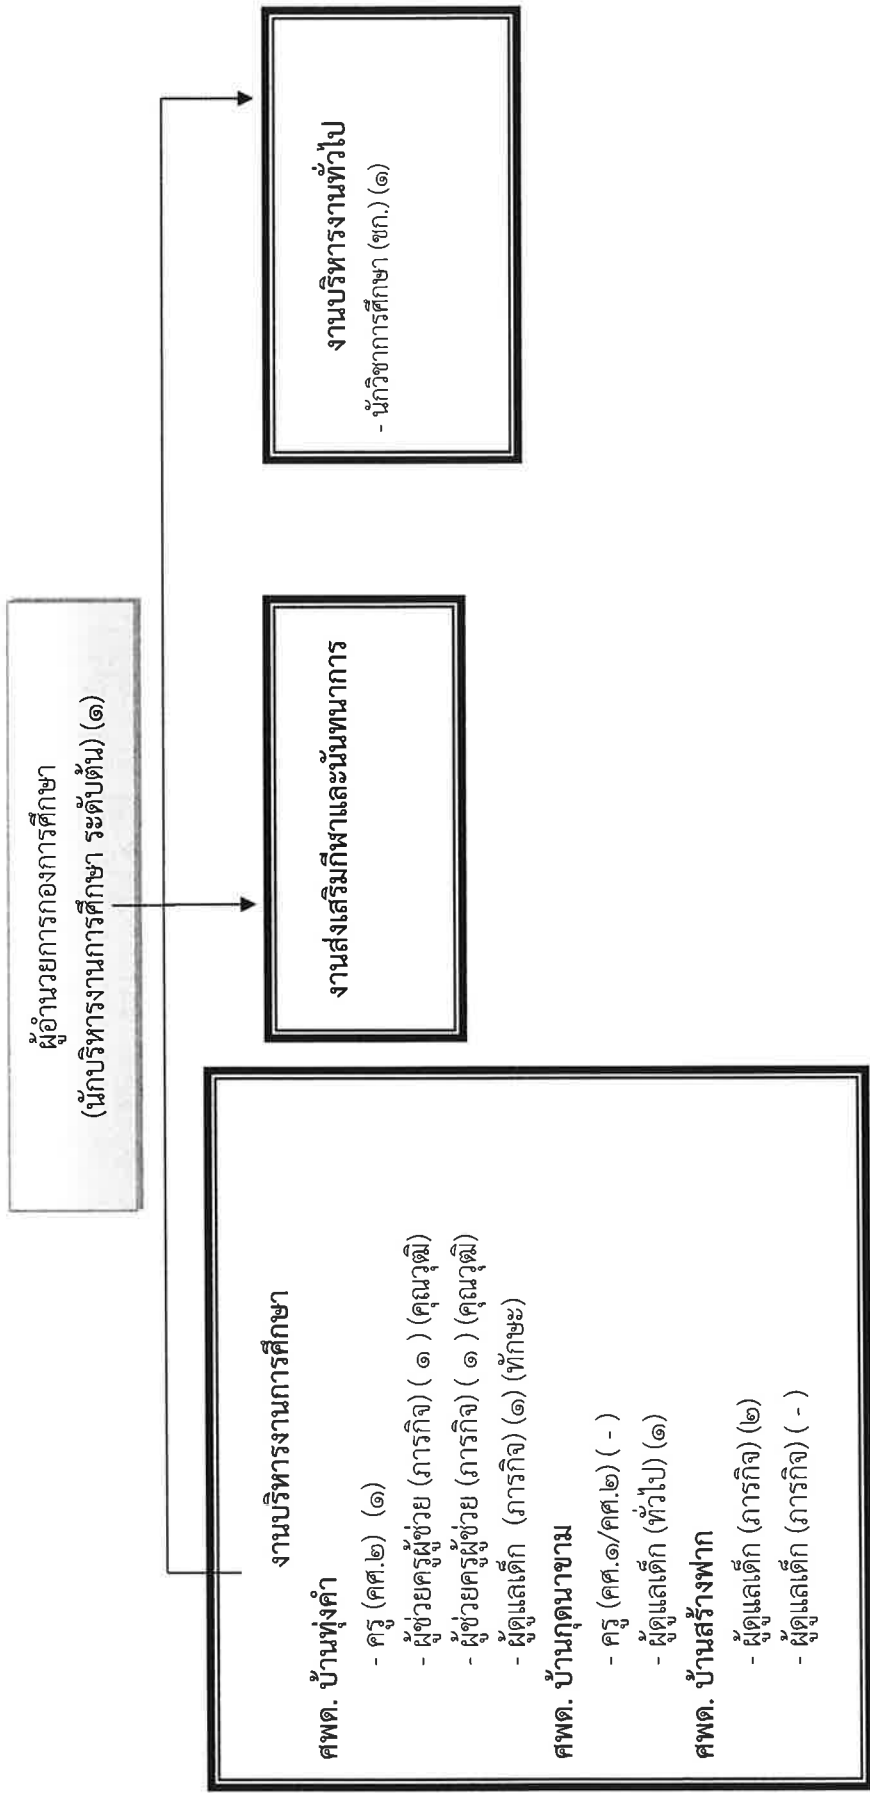 ผู้อำนวยการกองการศึกษา
(นักบริหารงานการศึกษา ระดับต้น) (๑)
งานบริหารงานการศึกษา
ศพด. บ้านทุ่งคำ
- ครู (คศ.๒) (๑)
- ผู้ช่วยครูผู้ช่วย (ภารกิจ) ( ๑ ) (คุณวุฒิ)
- ผู้ช่วยครูผู้ช่วย (ภารกิจ) ( ๑ ) (คุณวุฒิ)
- ผู้ดูแลเด็ก (ภารกิจ) (๑) (ทักษะ)
ศพด. บ้านกุดนาขาม
- ครู (คศ.๑/คศ.๒) ( - )
- ผู้ดูแลเด็ก (ทั่วไป) (๑)
ศพด. บ้านสร้างฟาก
- ผู้ดูแลเด็ก (ภารกิจ) (๒)
- ผู้ดูแลเด็ก (ภารกิจ) ( - )
งานส่งเสริมกีฬาและนันทนาการ
งานบริหารงานทั่วไป
- นักวิชาการศึกษา (ชก.) (๑)